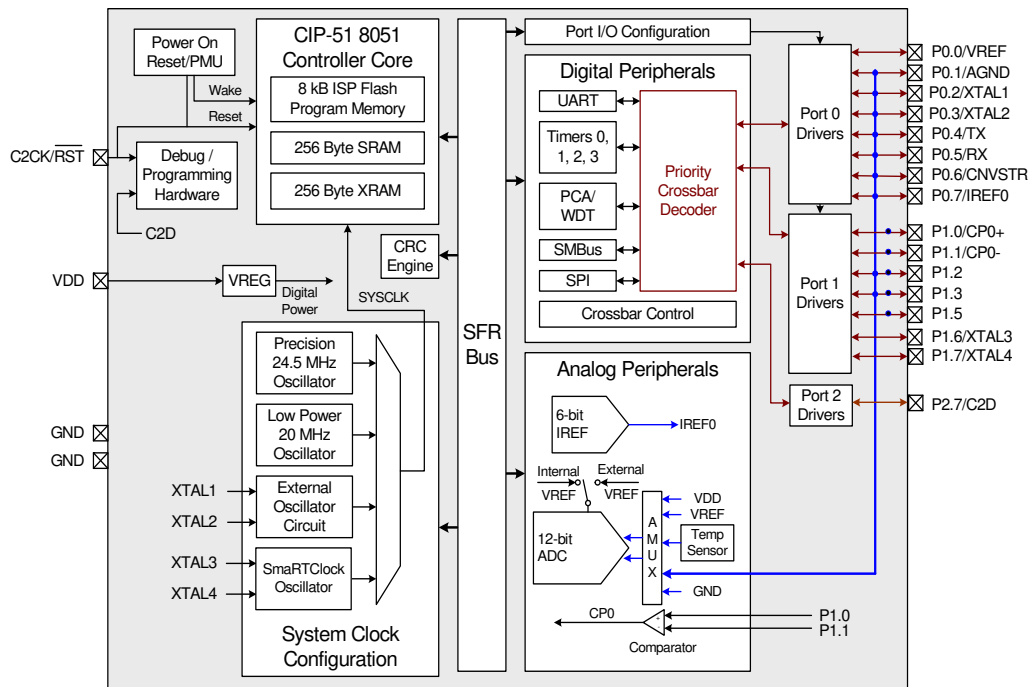 Power On
Reset/PMU
Wake
Reset
C2CK/RST
Debug /
Programming
Hardware
C2D
VDD
VREG
Digital
Power
GND
GND
CIP-51 8051
Controller Core
8 kB ISP Flash
Program Memory
256 Byte SRAM
256 Byte XRAM
CRC
Engine
SYSCLK
Precision
24.5 MHz
Oscillator
Low Power
20 MHz
Oscillator
External
Oscillator
Circuit
SmaRTClock
Oscillator
XTAL1
XTAL2
XTAL3
XTAL4
System Clock
Configuration
SFR
Bus
Port I/O Configuration
Digital Peripherals
UART
Timers 0,
1, 2, 3
PCA/
WDT
SMBus
SPI
Priority
Crossbar
Decoder
Crossbar Control
Analog Peripherals
6-bit
IREF
IREF0
Internal
VREF
External
VREF
12-bit
ADC
A
M
U
X
VDD
VREF
Temp
Sensor
GND
CP0
+
-
Comparator
P1.0
P1.1
Port 0
Drivers
Port 1
Drivers
Port 2
Drivers
P0.0/VREF
P0.1/AGND
P0.2/XTAL1
P0.3/XTAL2
P0.4/TX
P0.5/RX
P0.6/CNVSTR
P0.7/IREF0
P1.0/CP0+
P1.1/CP0-
P1.2
P1.3
P1.5
P1.6/XTAL3
P1.7/XTAL4
P2.7/C2D